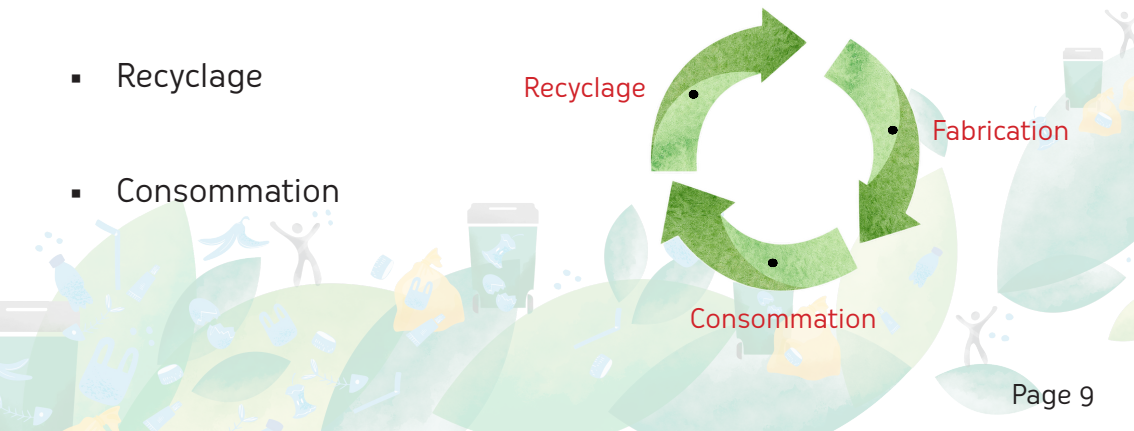 ▪ Recyclage
▪ Consommation
Recyclage
Fabrication
Consommation
Page 9